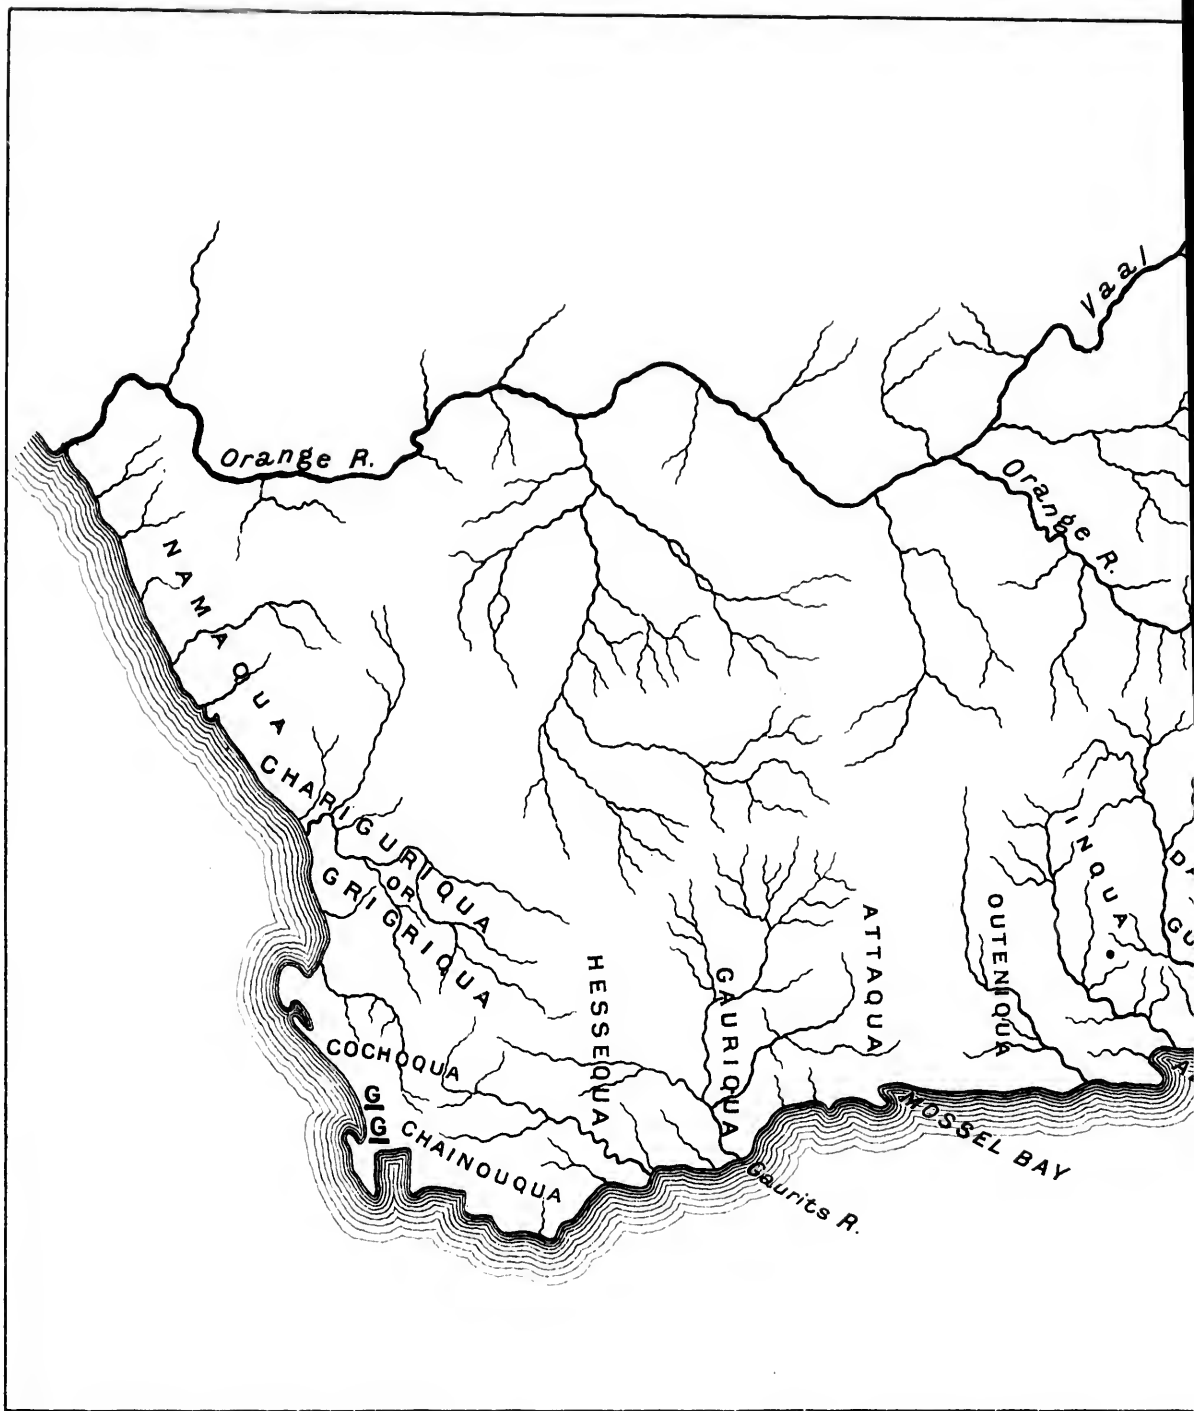 Vaal
Orange R.
Orange R.
NAMAQUA
CHARIGURIQUA
OR
GRIGRIQUA
INQUA
ATTAQUA
OUTENIQUA
HESSEQUA
GAURIQUA
COCHOQUA
G
G
CHAINOUQUA
MOSSEL BAY
Gaurits R.